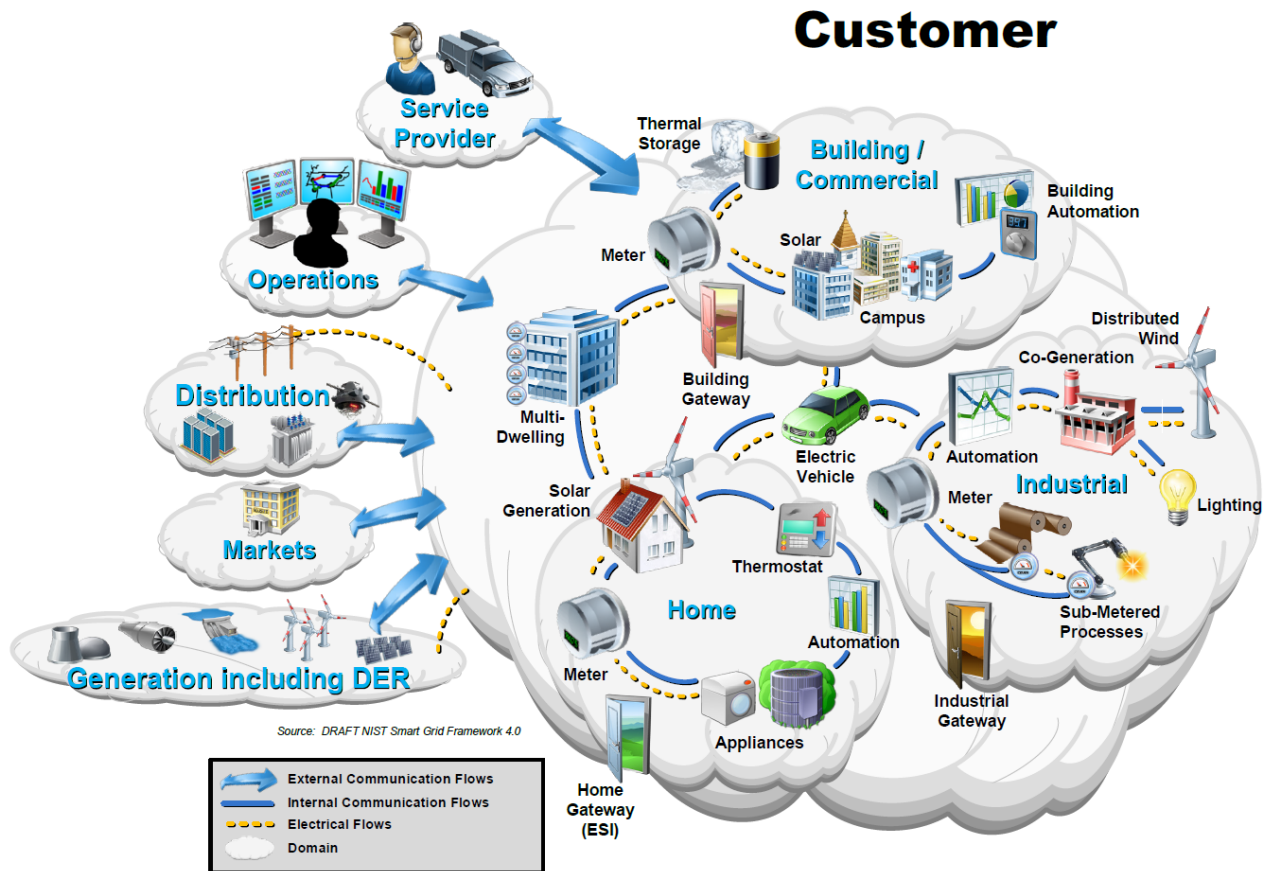 Customer
Service
Provider
Thermal
Storage
Building /
Commercial
Building
Automation
Operations
Meter
Solar
Campus
Distribution
Multi-
Dwelling
Building
Gateway
Electric
Vehicle
Distributed
Wind
Co-Generation
Automation
Industrial
Meter
Lighting
Sub-Metered
Processes
Industrial
Gateway
Markets
Solar
Generation
Thermostat
Home
Automation
Meter
Appliances
Home
Gateway
(ESI)
Generation including DER
Source: DRAFT NIST Smart Grid Framework 4.0
External Communication Flows
Internal Communication Flows
Electrical Flows
Domain